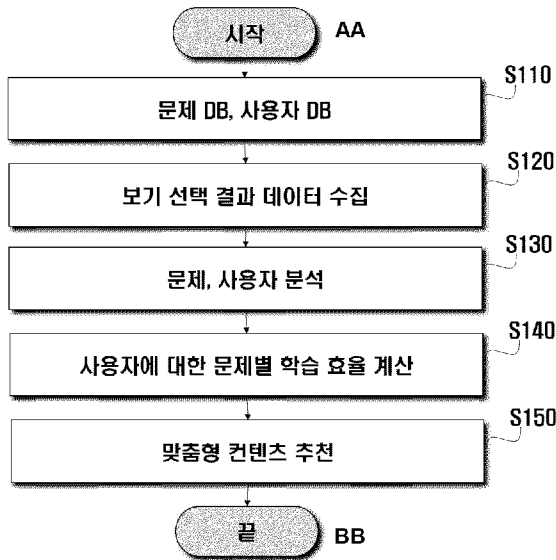 시작 AA
S110
문제 DB, 사용자 DB
S120
보기 선택 결과 데이터 수집
S130
문제, 사용자 분석
S140
사용자에 대한 문제별 학습 효율 계산
S150
맞춤형 컨텐츠 추천
끝 BB